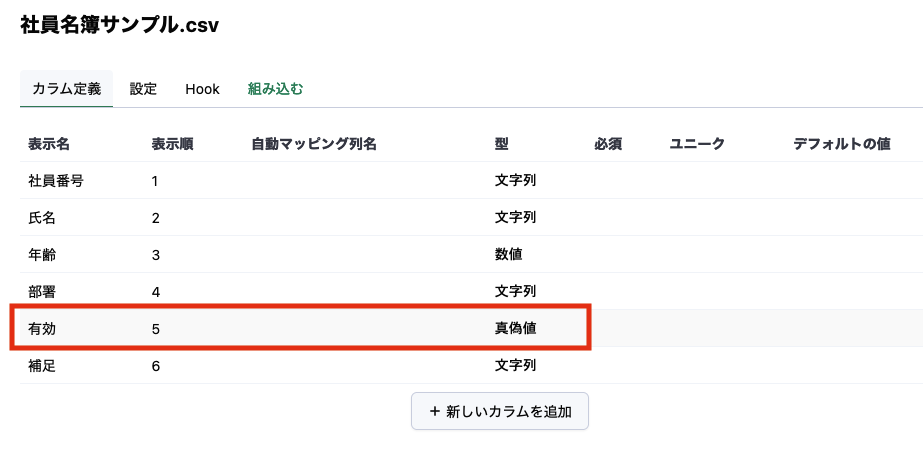 社員名簿サンプル.csv
カラム定義 設定 Hook 組み込む
表示名 表示順 自動マッピング列名 型 必須 ユニーク デフォルトの値
社員番号 1 文字列
氏名 2 文字列
年齢 3 数値
部署 4 文字列
有効 5 真偽値
補足 6 文字列
+ 新しいカラムを追加